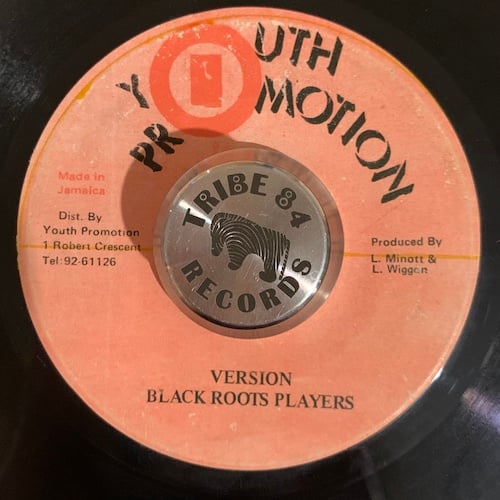 YOUTH
PROMOTION
Made in
Jamaica
Dist. By
Youth Promotion
1 Robert Crescent
Tel: 92-61126
Produced By
L. Minott &
L. Wiggan
TRIBE 84
RECORDS
VERSION
BLACK ROOTS PLAYERS